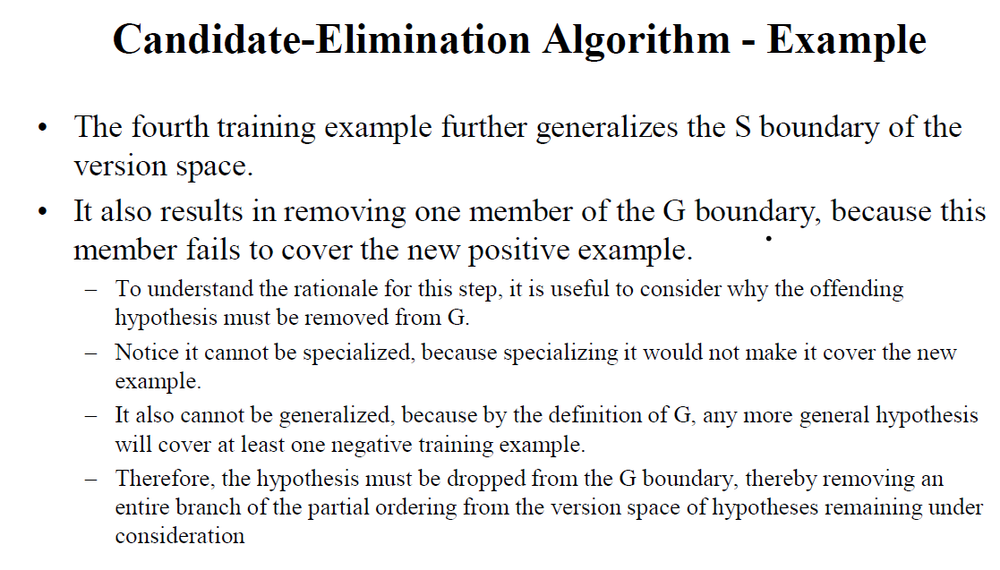 Candidate-Elimination Algorithm - Example
• The fourth training example further generalizes the S boundary of the
version space.
• It also results in removing one member of the G boundary, because this
member fails to cover the new positive example.
– To understand the rationale for this step, it is useful to consider why the offending
hypothesis must be removed from G.
– Notice it cannot be specialized, because specializing it would not make it cover the new
example.
– It also cannot be generalized, because by the definition of G, any more general hypothesis
will cover at least one negative training example.
– Therefore, the hypothesis must be dropped from the G boundary, thereby removing an
entire branch of the partial ordering from the version space of hypotheses remaining under
consideration